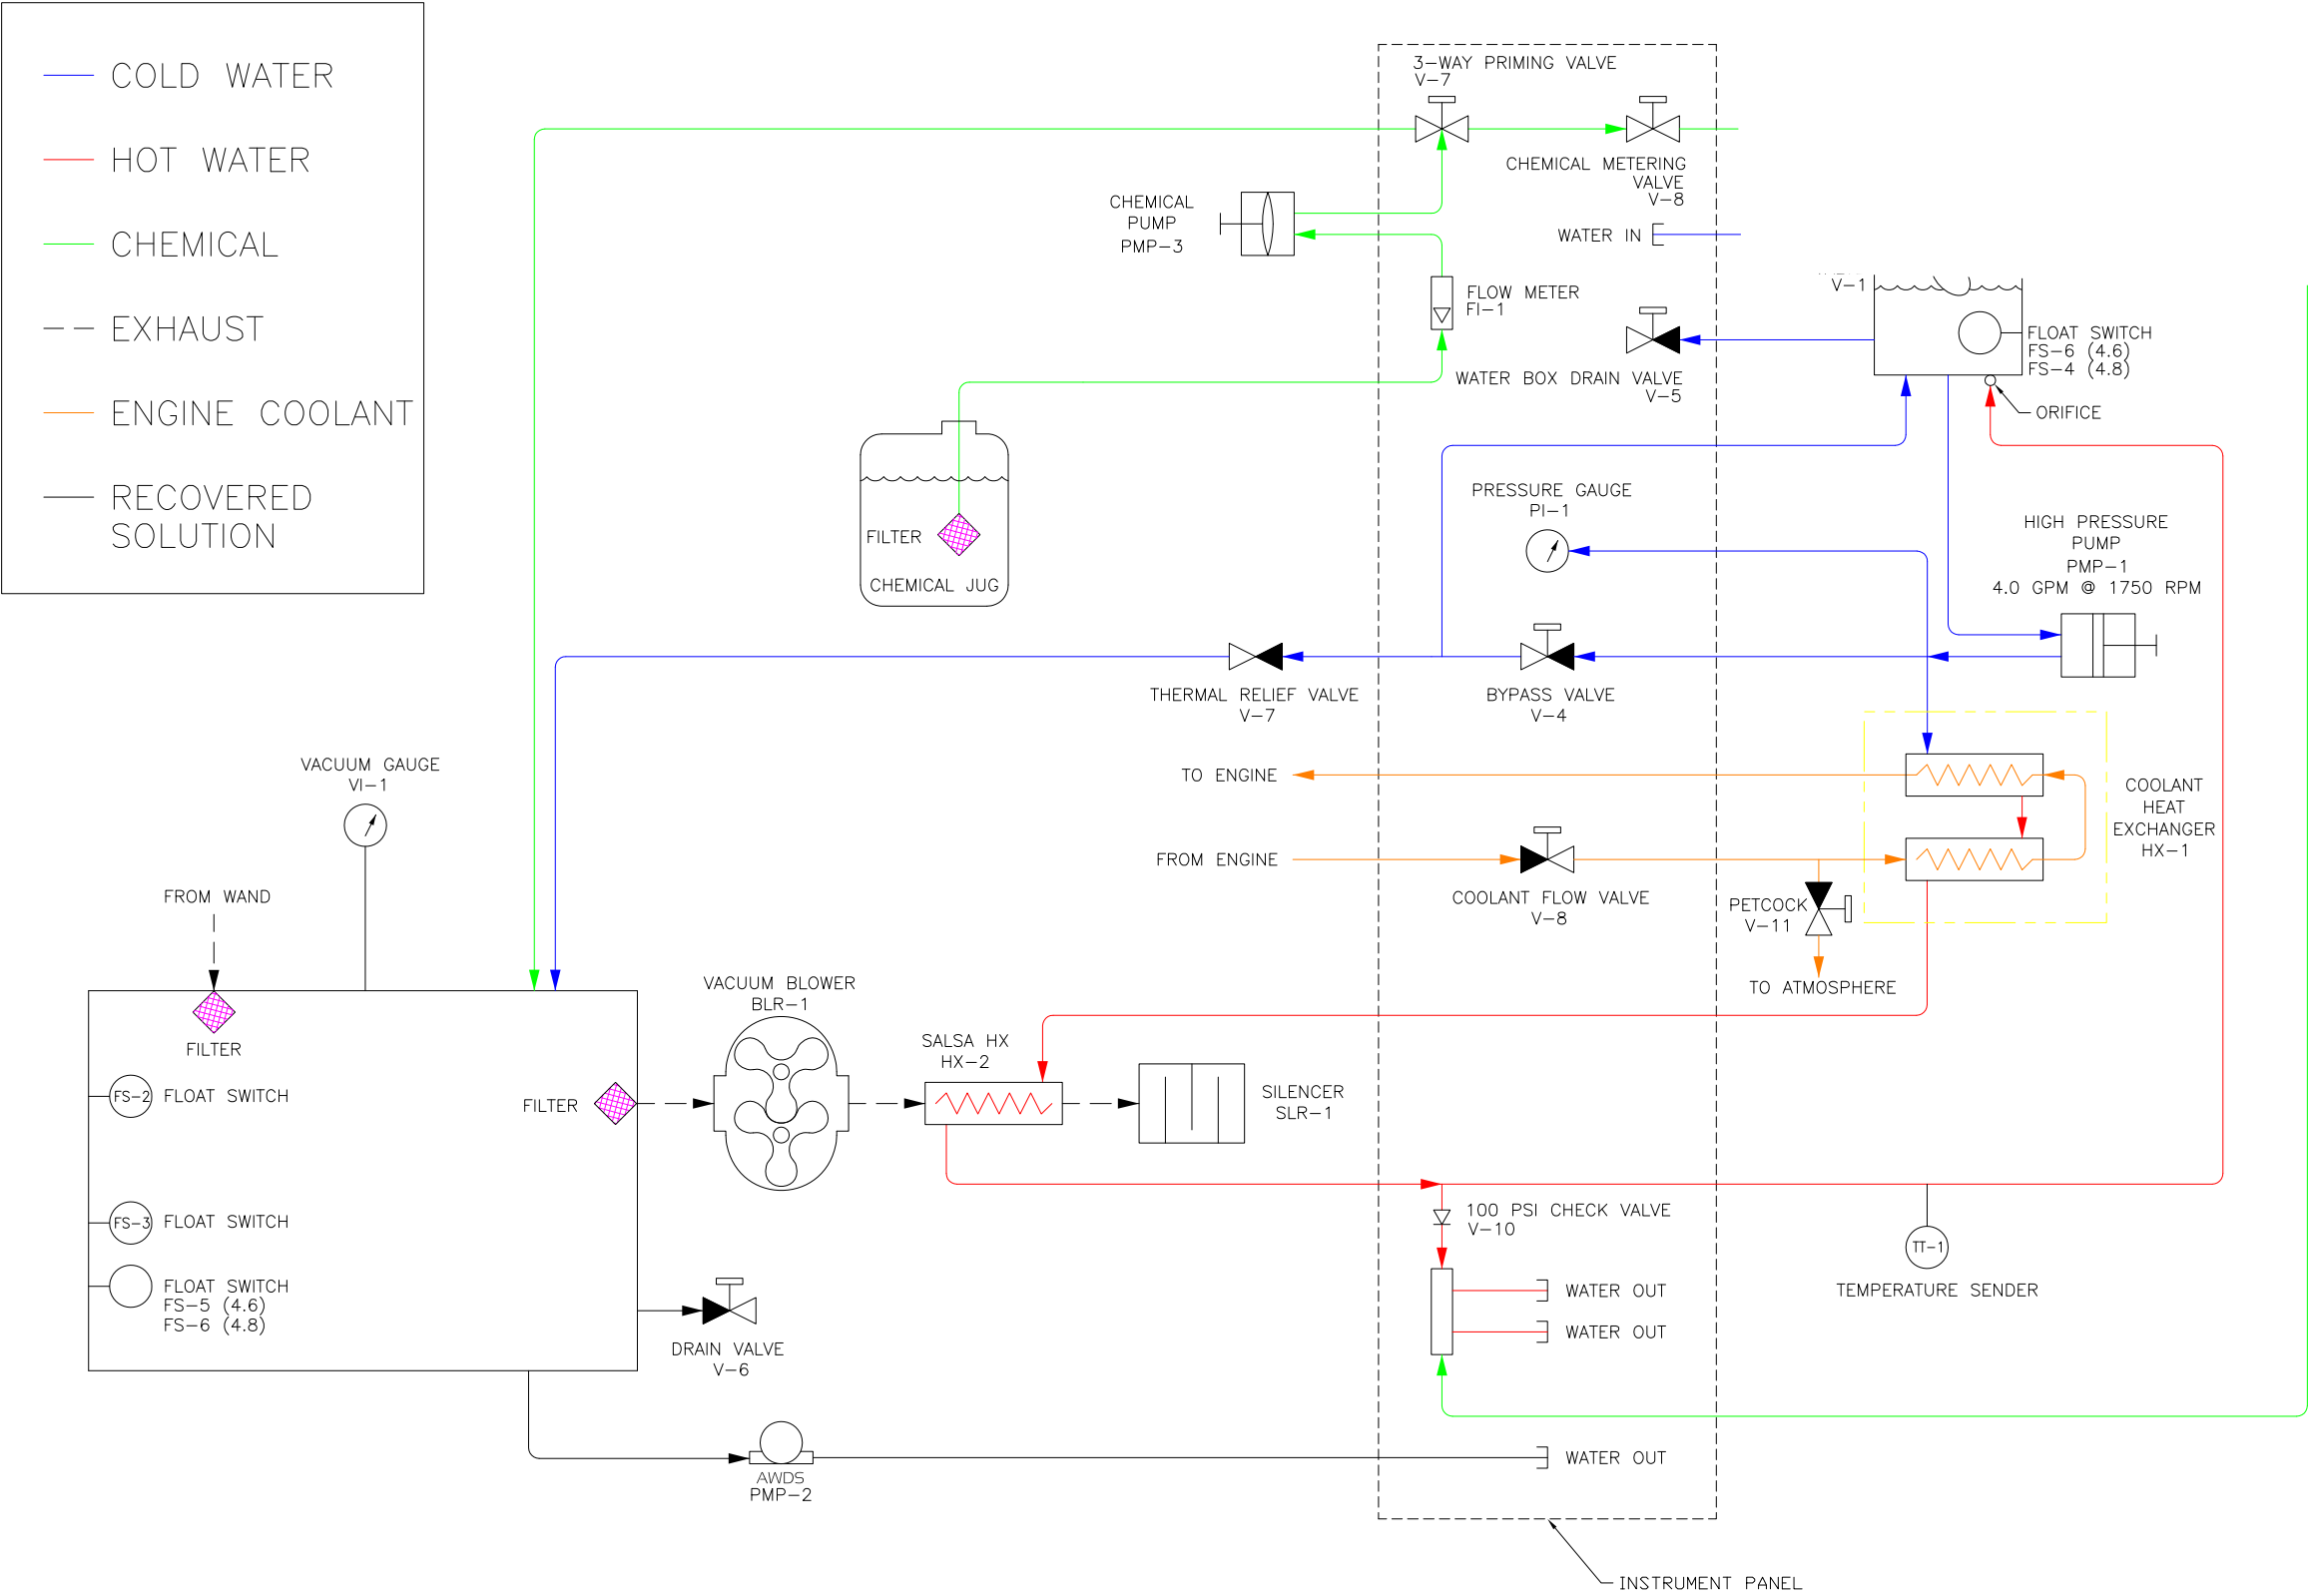 COLD WATER
HOT WATER
CHEMICAL
EXHAUST
ENGINE COOLANT
RECOVERED
SOLUTION
3-WAY PRIMING VALVE
V-7
CHEMICAL METERING
VALVE
V-8
CHEMICAL
PUMP
PMP-3
WATER IN
FLOW METER
FI-1
V-1
FLOAT SWITCH
FS-6 (4.6)
FS-4 (4.8)
WATER BOX DRAIN VALVE
V-5
ORIFICE
FILTER
CHEMICAL JUG
PRESSURE GAUGE
PI-1
HIGH PRESSURE
PUMP
PMP-1
4.0 GPM @ 1750 RPM
THERMAL RELIEF VALVE
V-7
BYPASS VALVE
V-4
VACUUM GAUGE
VI-1
TO ENGINE
COOLANT
HEAT
EXCHANGER
HX-1
FROM ENGINE
COOLANT FLOW VALVE
V-8
PETCOCK
V-11
TO ATMOSPHERE
FROM WAND
FILTER
VACUUM BLOWER
BLR-1
SALSA HX
HX-2
FS-2 FLOAT SWITCH
FILTER
SILENCER
SLR-1
FS-3 FLOAT SWITCH
FLOAT SWITCH
FS-5 (4.6)
FS-6 (4.8)
100 PSI CHECK VALVE
V-10
TT-1
TEMPERATURE SENDER
WATER OUT
WATER OUT
DRAIN VALVE
V-6
WATER OUT
AWDS
PMP-2
INSTRUMENT PANEL